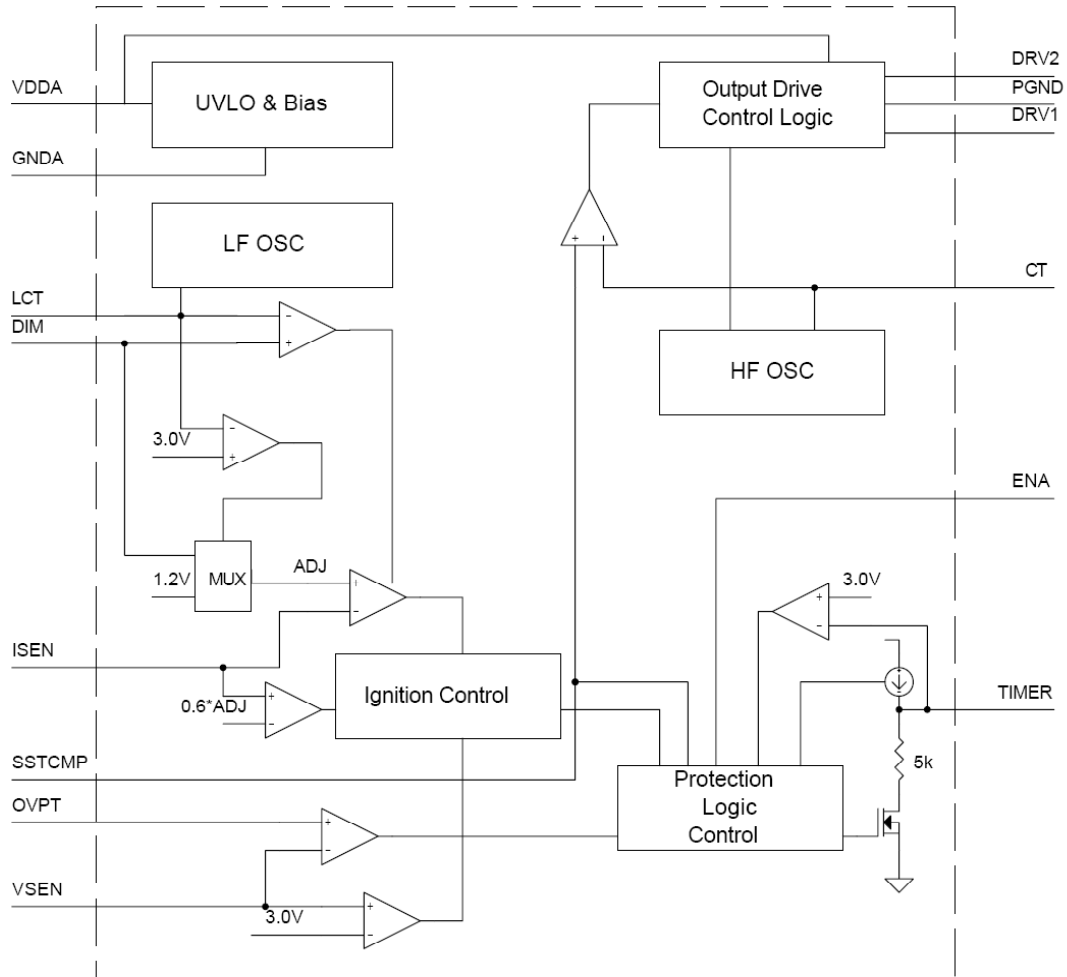 VDDA
UVLO & Bias
GNDA
Output Drive
Control Logic
DRV2
PGND
DRV1
LF OSC
+ -
CT
LCT
DIM
-
+
HF OSC
3.0V
-
+
ENA
1.2V
MUX
ADJ
+
-
3.0V
+
-
ISEN
0.6*ADJ
+
-
Ignition Control
TIMER
5k
SSTCMP
Protection
Logic
Control
OVPT
+
-
VSEN
3.0V
+
-